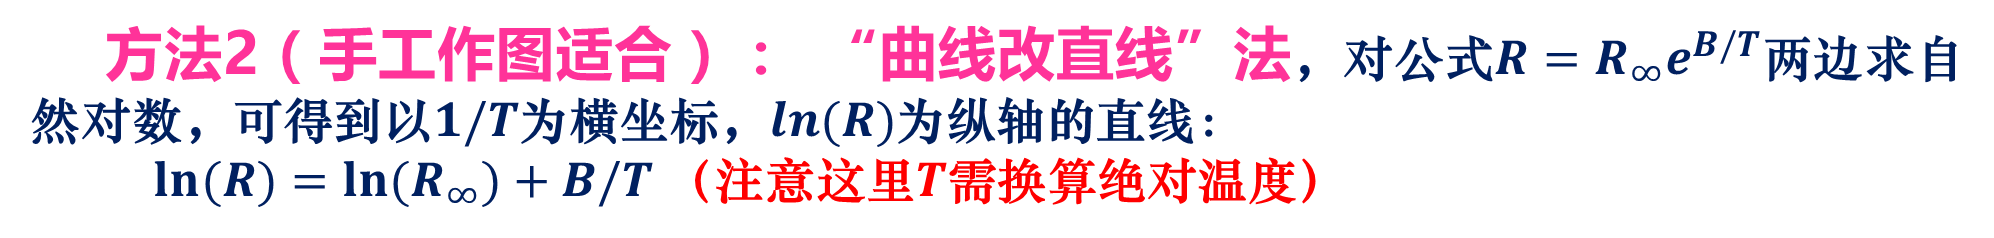 方法2（手工作图适合）：“曲线改直线”法，对公式R = R∞e^{B/T}两边求自
然对数，可得到以1/T为横坐标，ln(R)为纵轴的直线：
ln(R) = ln(R∞) + B/T （注意这里T需换算绝对温度）